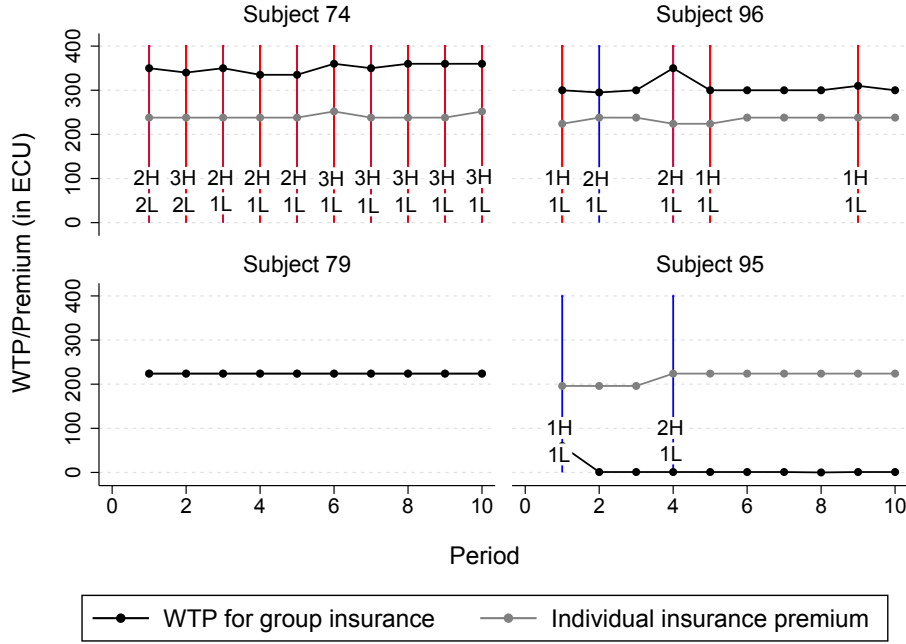 Subject 74
Subject 96
WTP/Premium (in ECU)
400
300
200
100
0
2H 3H 2H 2H 2H 3H 3H 3H 3H 3H
2L 2L 1L 1L 1L 1L 1L 1L 1L 1L
1H 2H 2H 1H 1H
1L 1L 1L 1L 1L
Subject 79
Subject 95
400
300
200
100
0
1H 2H
1L 1L
0 2 4 6 8 10
0 2 4 6 8 10
Period
WTP for group insurance
Individual insurance premium